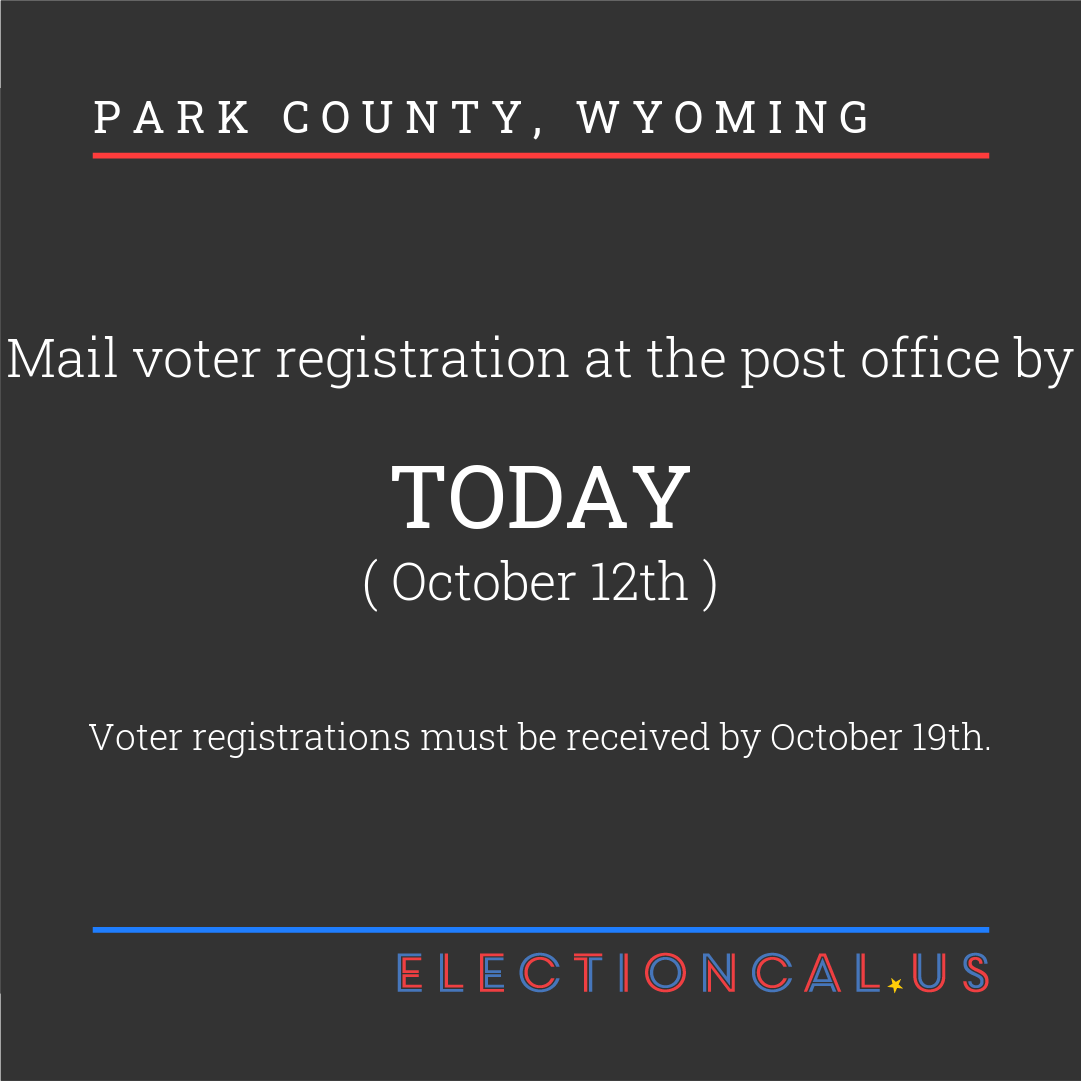 PARK COUNTY, WYOMING
Mail voter registration at the post office by
TODAY
( October 12th )
Voter registrations must be received by October 19th.
ELECTIONCAL.US